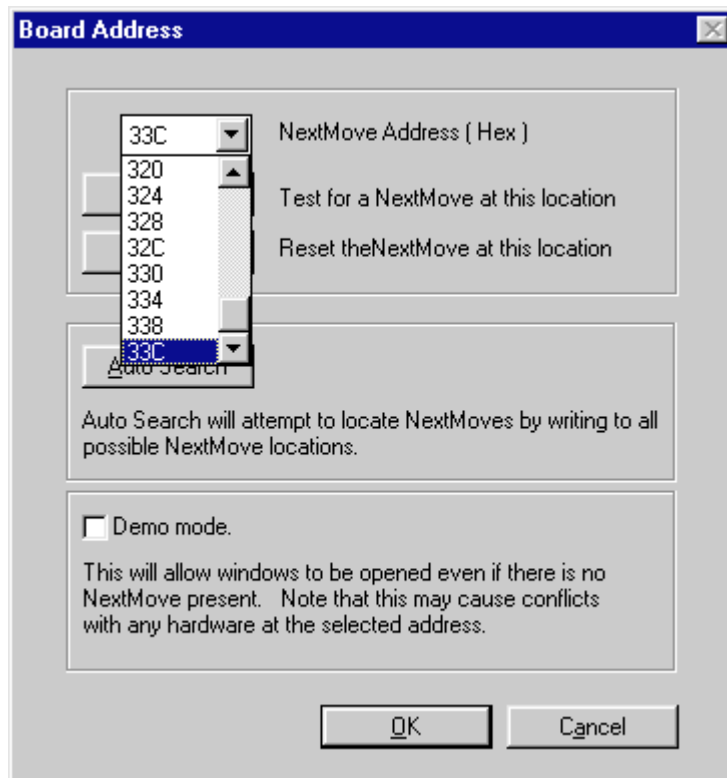 Board Address
33C
NextMove Address ( Hex )
320
324
328
32C
330
334
338
33C
Test for a NextMove at this location
Reset theNextMove at this location
Auto Search
Auto Search will attempt to locate NextMoves by writing to all
possible NextMove locations.
Demo mode.
This will allow windows to be opened even if there is no
NextMove present.   Note that this may cause conflicts
with any hardware at the selected address.
OK
Cancel